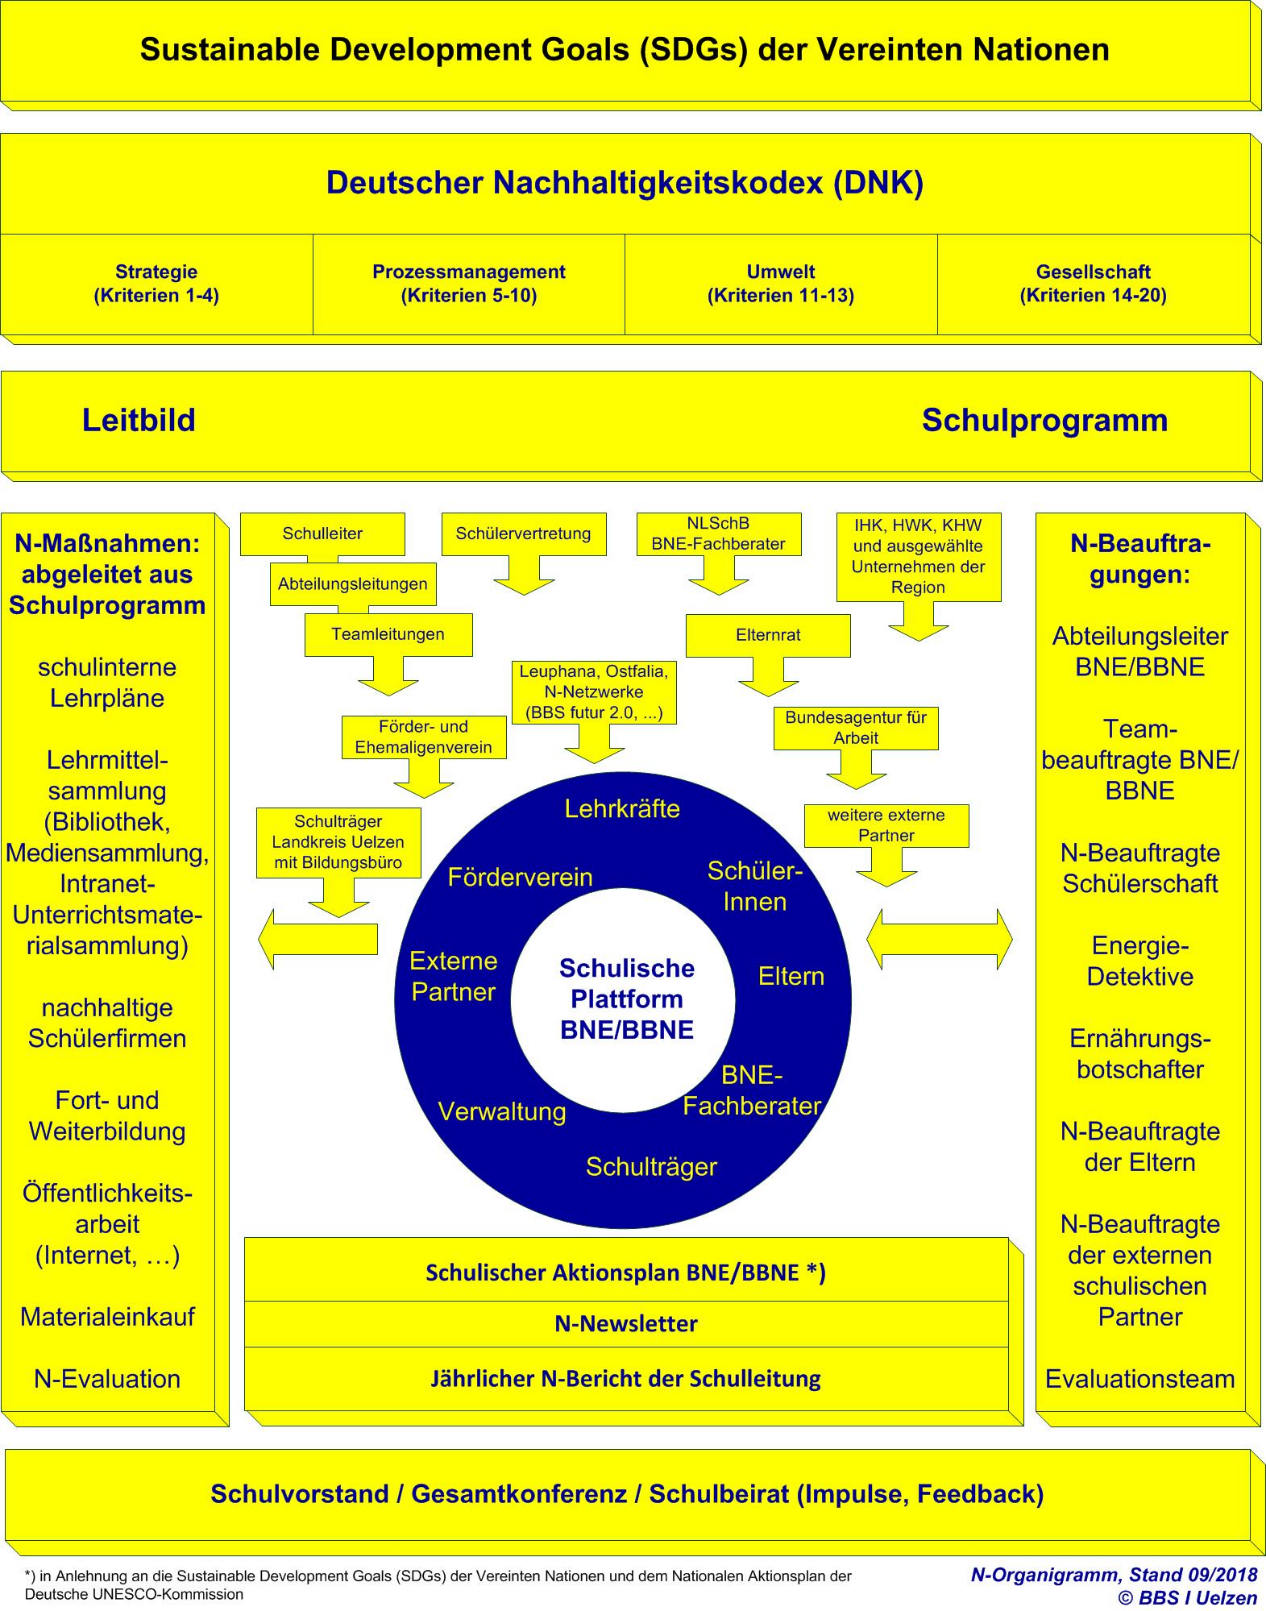 Sustainable Development Goals (SDGs) der Vereinten Nationen
Deutscher Nachhaltigkeitskodex (DNK)
Strategie
(Kriterien 1-4)
Prozessmanagement
(Kriterien 5-10)
Umwelt
(Kriterien 11-13)
Gesellschaft
(Kriterien 14-20)
Leitbild
Schulprogramm
N-Maßnahmen:
abgeleitet aus
Schulprogramm
schulinterne
Lehrpläne
Lehrmittel-
sammlung
(Bibliothek,
Mediensammlung,
Intranet-
Unterrichtsmate-
rialsammlung)
nachhaltige
Schülerfirmen
Fort- und
Weiterbildung
Öffentlichkeits-
arbeit
(Internet, …)
Materialeinkauf
N-Evaluation
Schulleiter
Abteilungsleitungen
Teamleitungen
Schülervertretung
NLSchB
BNE-Fachberater
IHK, HWK, KHW
und ausgewählte
Unternehmen der
Region
Elternrat
Leuphana, Ostfalia,
N-Netzwerke
(BBS futur 2.0, ...)
Förder- und
Ehemaligenverein
Bundesagentur für
Arbeit
Schulträger
Landkreis Uelzen
mit Bildungsbüro
weitere externe
Partner
Lehrkräfte
Förderverein
Schüler-
Innen
Externe
Partner
Eltern
Schulische
Plattform
BNE/BBNE
BNE-
Fachberater
Verwaltung
Schulträger
Schulischer Aktionsplan BNE/BBNE *)
N-Newsletter
Jährlicher N-Bericht der Schulleitung
N-Beauftra-
gungen:
Abteilungsleiter
BNE/BBNE
Team-
beauftragte BNE/
BBNE
N-Beauftragte
Schülerschaft
Energie-
Detektive
Ernährungs-
botschafter
N-Beauftragte
der Eltern
N-Beauftragte
der externen
schulischen
Partner
Evaluationsteam
Schulvorstand / Gesamtkonferenz / Schulbeirat (Impulse, Feedback)
*) in Anlehnung an die Sustainable Development Goals (SDGs) der Vereinten Nationen und dem Nationalen Aktionsplan der
Deutsche UNESCO-Kommission
N-Organigramm, Stand 09/2018
© BBS I Uelzen